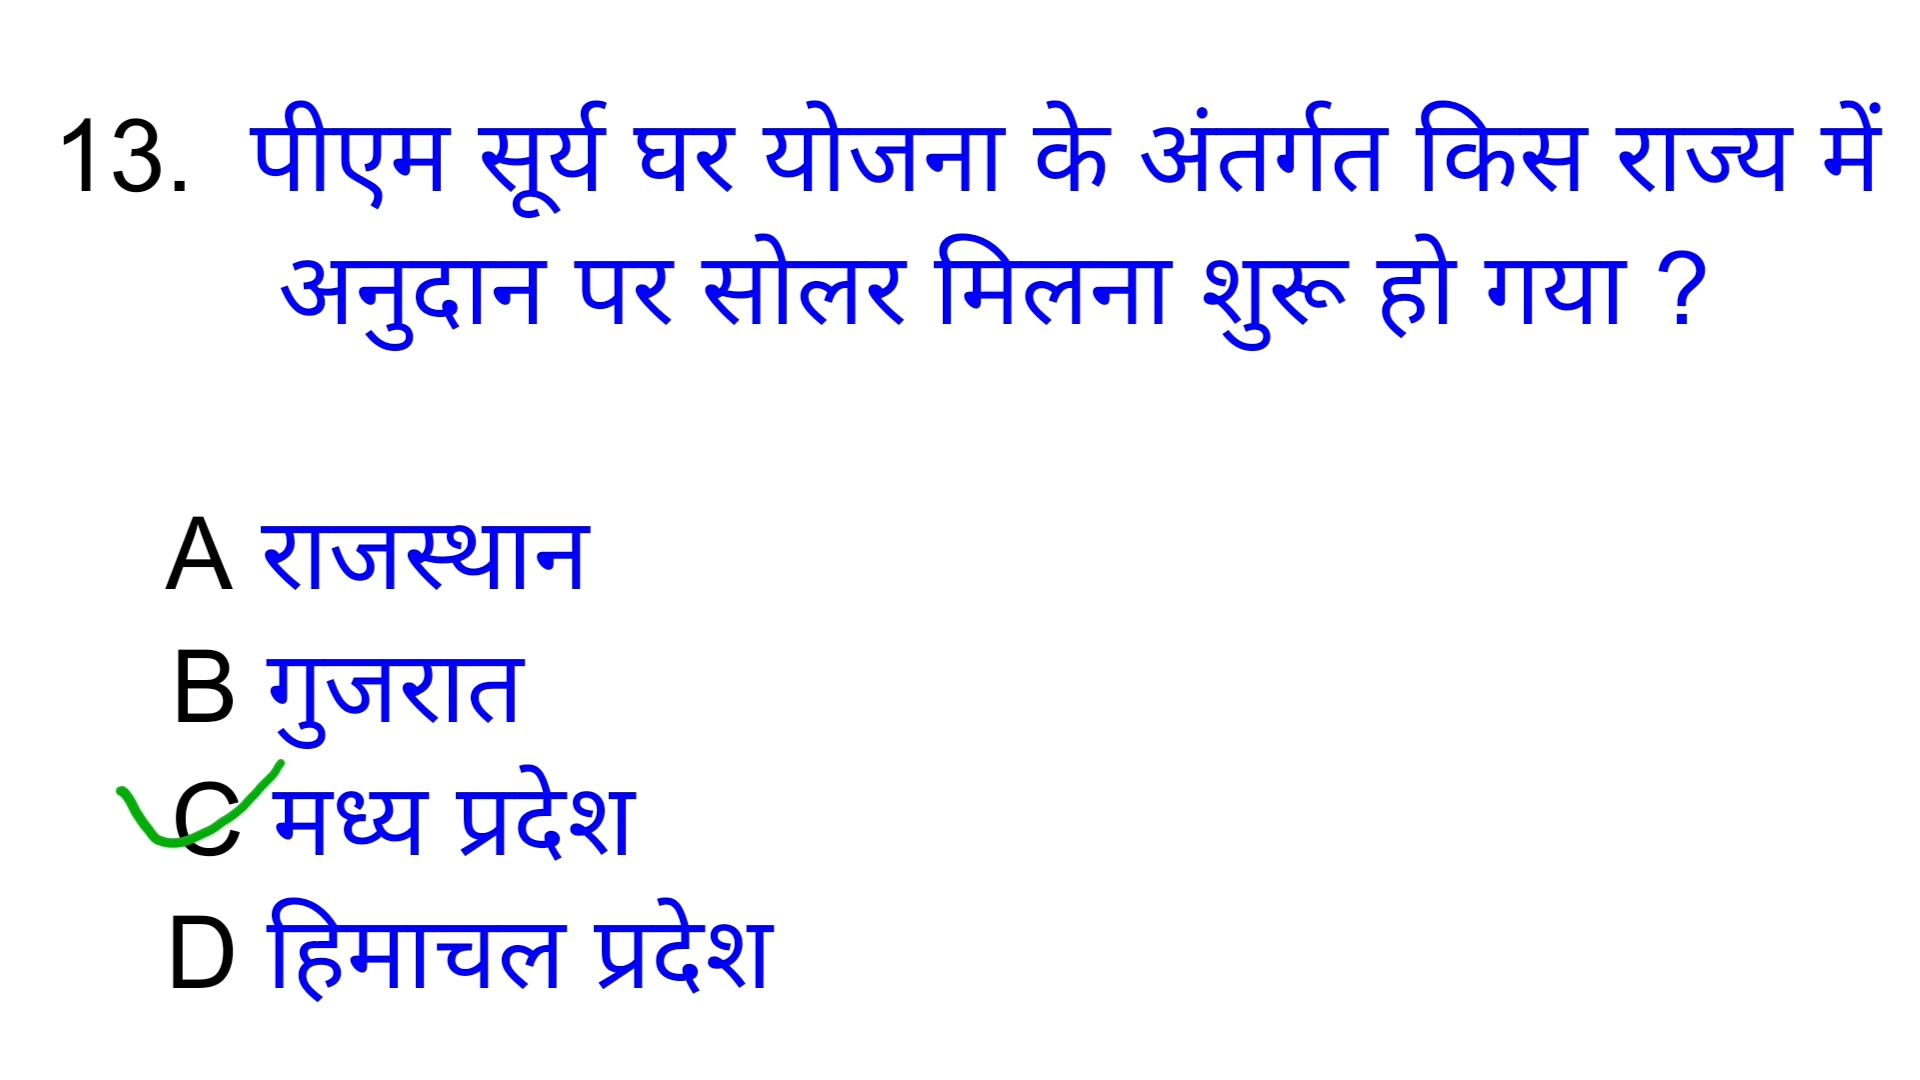 13. पीएम सूर्य घर योजना के अंतर्गत किस राज्य में
अनुदान पर सोलर मिलना शुरू हो गया ?
A राजस्थान
B गुजरात
C मध्य प्रदेश
D हिमाचल प्रदेश